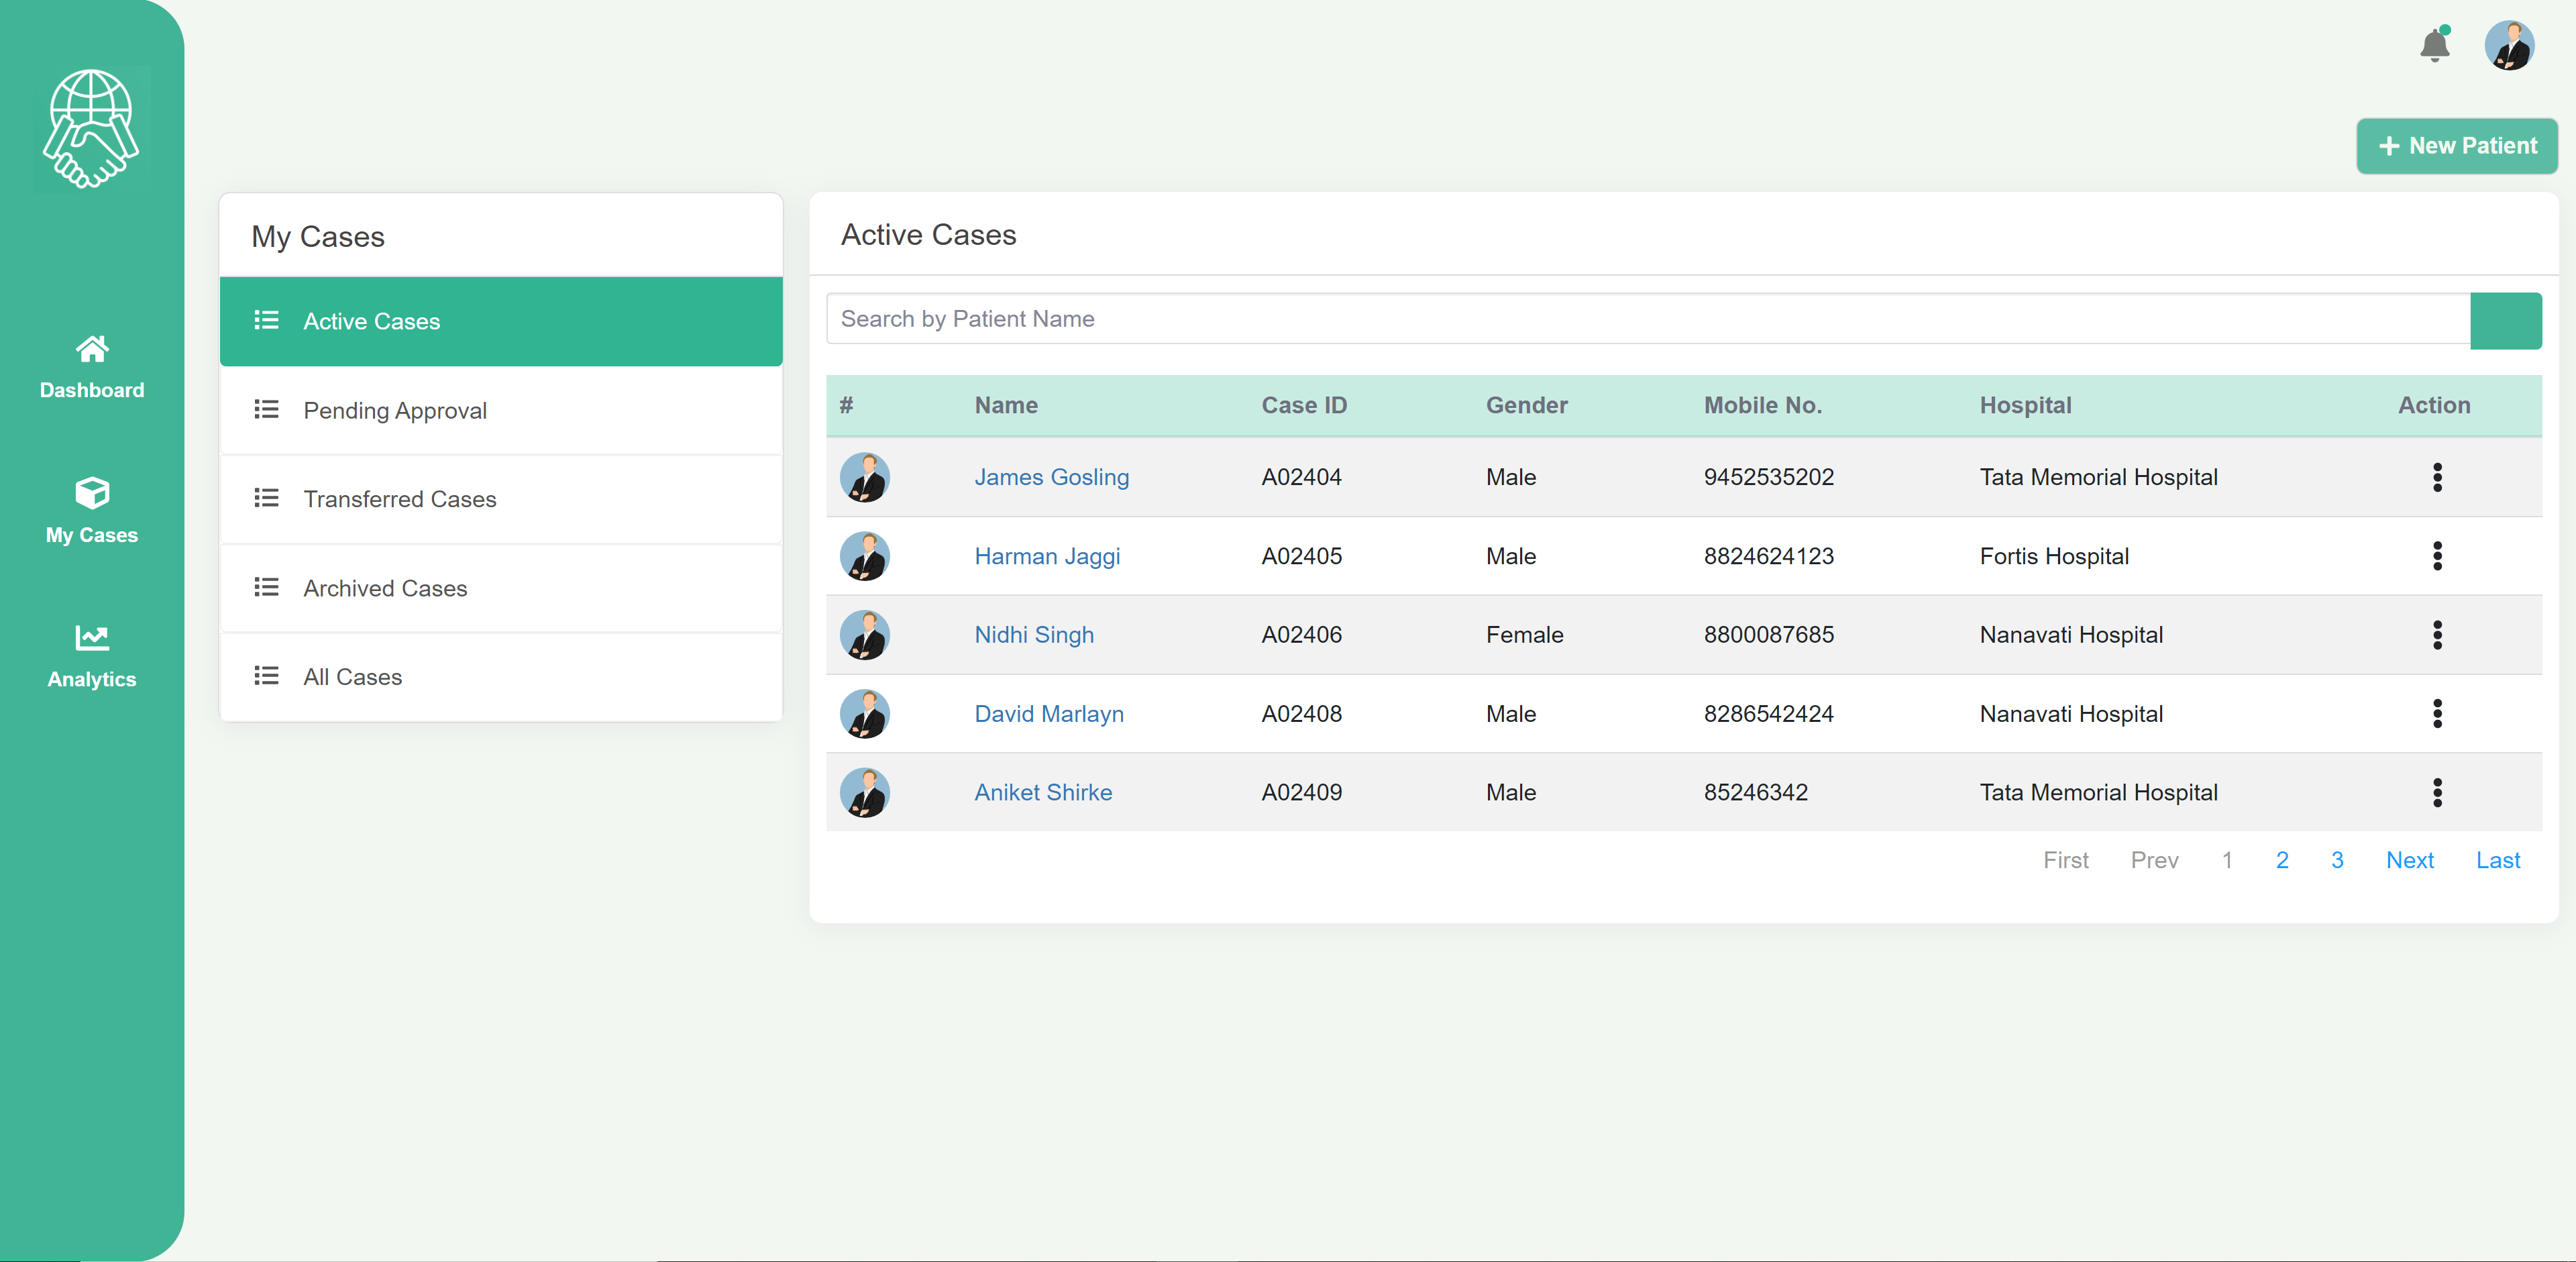 New Patient
Dashboard
My Cases
Analytics
My Cases
Active Cases
Pending Approval
Transferred Cases
Archived Cases
All Cases
Active Cases
Search by Patient Name
# Name Case ID Gender Mobile No. Hospital Action
James Gosling A02404 Male 9452535202 Tata Memorial Hospital
Harman Jaggi A02405 Male 8824624123 Fortis Hospital
Nidhi Singh A02406 Female 8800087685 Nanavati Hospital
David Marlayn A02408 Male 8286542424 Nanavati Hospital
Aniket Shirke A02409 Male 85246342 Tata Memorial Hospital
First Prev 1 2 3 Next Last